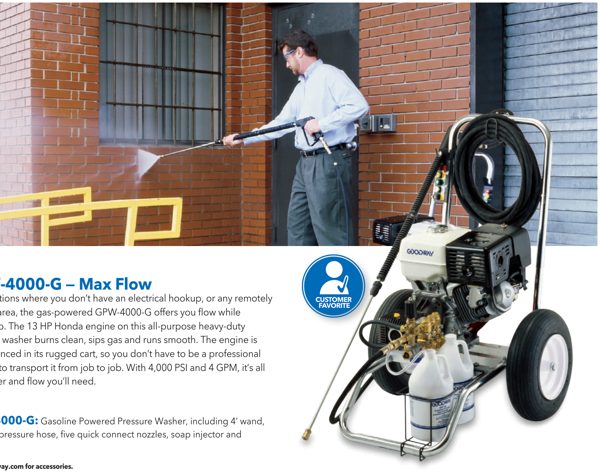 GOODWAY
-4000-G – Max Flow
tions where you don’t have an electrical hookup, or any remotely
area, the gas-powered GPW-4000-G offers you flow while
o. The 13 HP Honda engine on this all-purpose heavy-duty
washer burns clean, sips gas and runs smooth. The engine is
nced in its rugged cart, so you don’t have to be a professional
to transport it from job to job. With 4,000 PSI and 4 GPM, it’s all
er and flow you’ll need.
CUSTOMER
FAVORITE
000-G: Gasoline Powered Pressure Washer, including 4’ wand,
pressure hose, five quick connect nozzles, soap injector and
way.com for accessories.